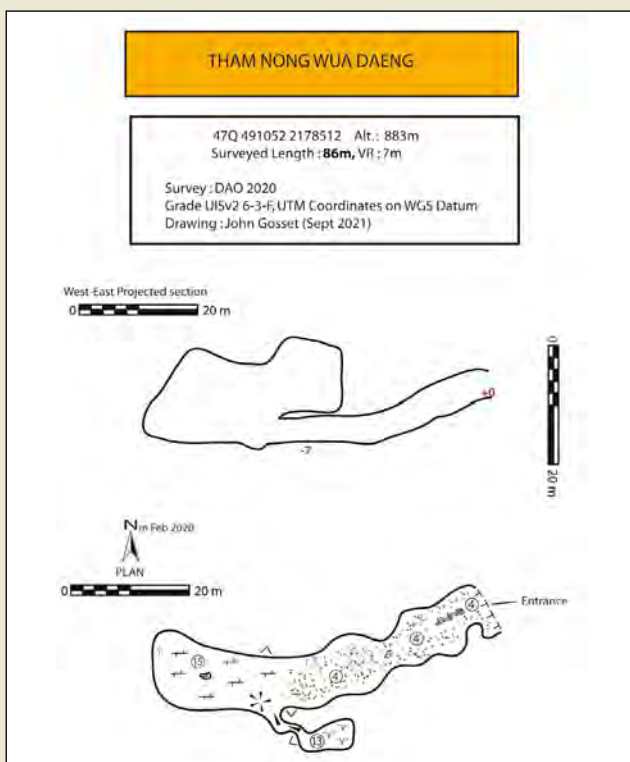 THAM NONG WUA DAENG
47Q 491052 2178512 Alt.: 883m
Surveyed Length : 86m, VR : 7m
Survey : DAO 2020
Grade UISv2 6-3-F, UTM Coordinates on WGS Datum
Drawing : John Gosset (Sept 2021)
West-East Projected section
0 20 m
0
20 m
+0
-7
N m Feb 2020
PLAN
0 20 m
Entrance
4
4
4
15
13